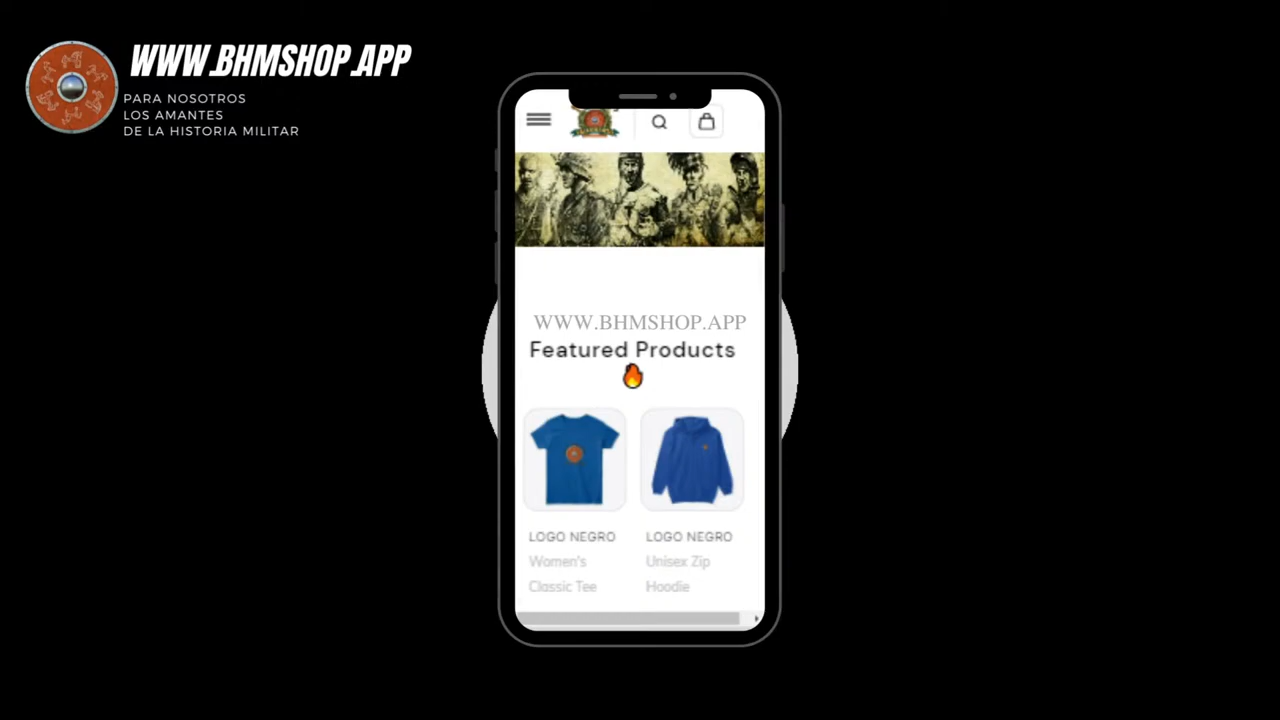 WWW.BHMSHOP.APP
PARA NOSOTROS
LOS AMANTES
DE LA HISTORIA MILITAR
WWW.BHMSHOP.APP
Featured Products
LOGO NEGRO
Women's
Classic Tee
LOGO NEGRO
Unisex Zip
Hoodie